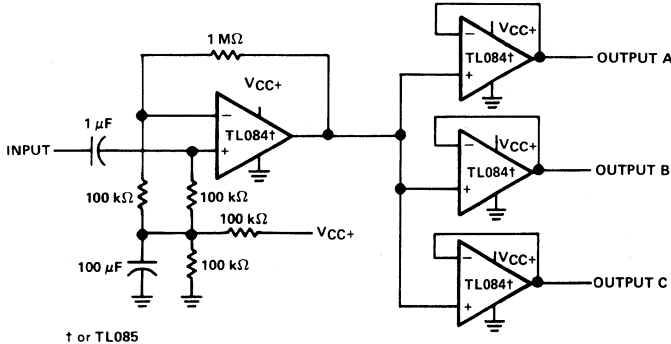 1 MΩ
VCC+
TL084†
−
+
1 μF
INPUT
100 kΩ
100 kΩ
100 kΩ
VCC+
100 μF
100 kΩ
VCC+
−
TL084†
+
OUTPUT A
VCC+
−
TL084†
+
OUTPUT B
VCC+
−
TL084†
+
OUTPUT C
† or TL085